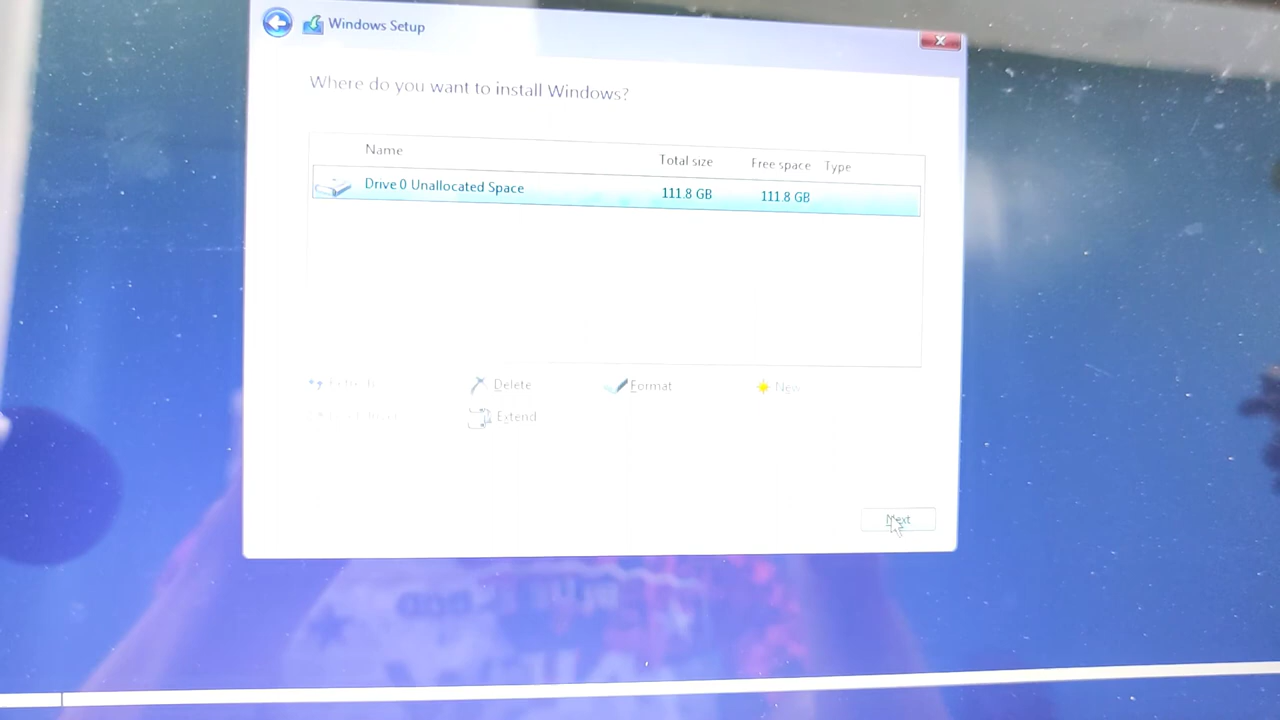 Windows Setup
Where do you want to install Windows?
Name Total size Free space Type
Drive 0 Unallocated Space 111.8 GB 111.8 GB
Delete Format New
Extend
Next